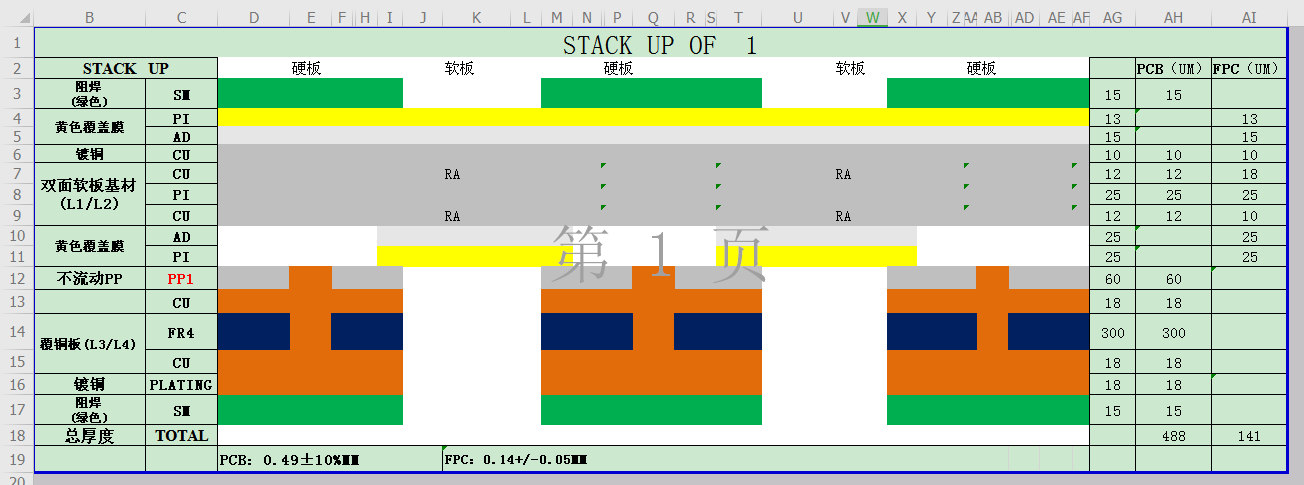 B C D E F H I J K L M N P Q R S T U V W X Y Z AA AB AD AE AF AG AH AI
1 STACK UP OF 1
2 STACK UP 硬板 软板 硬板 软板 硬板 PCB（UM） FPC（UM）
3 阻焊
(绿色) SM 15 15
4 黄色覆盖膜 PI 13 13
5 AD 15 15
6 镀铜 CU 10 10 10
7 双面软板基材
(L1/L2) CU RA RA 12 12 18
8 PI 25 25 25
9 CU RA RA 12 12 10
10 黄色覆盖膜 AD 25 25
11 PI 25 25
第 1 页
12 不流动PP PP1 60 60
13 CU 18 18
14 覆铜板(L3/L4) FR4 300 300
15 CU 18 18
16 镀铜 PLATING 18 18
17 阻焊
(绿色) SM 15 15
18 总厚度 TOTAL 488 141
19 PCB：0.49±10%MM FPC：0.14+/-0.05MM
20